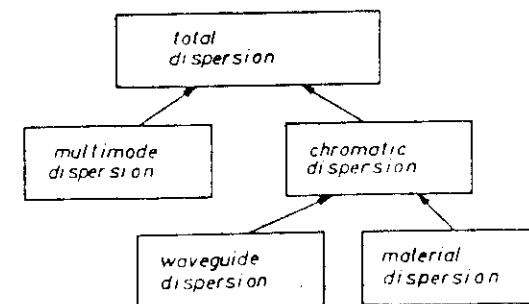 total
dispersion
multimode
dispersion
chromatic
dispersion
waveguide
dispersion
material
dispersion